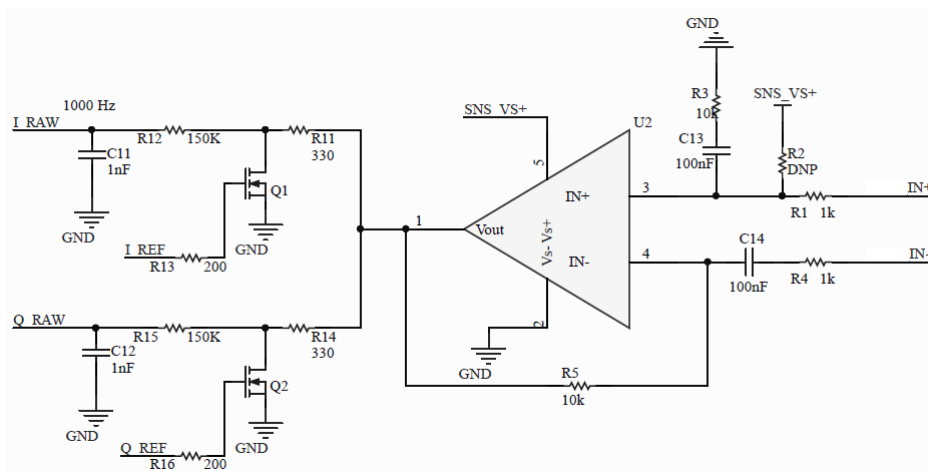 GND
1000 Hz
I_RAW
R12
150K
R11
330
C11
1nF
GND
Q1
GND
I_REF
R13
200
Q_RAW
R15
150K
R14
330
C12
1nF
GND
Q2
GND
Q_REF
R16
200
SNS_VS+
U2
5
IN+
3
1
Vout
Vs- Vs+
IN-
4
2
GND
R3
10k
C13
100nF
SNS_VS+
R2
DNP
R1
1k
IN+
C14
100nF
R4
1k
IN-
R5
10k